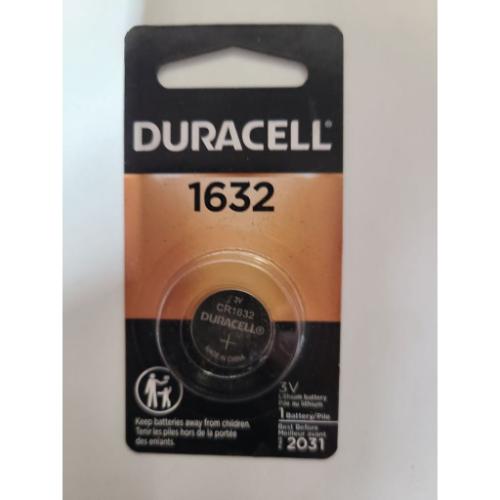 DURACELL®
1632
3V
CR1632
DURACELL®
+
MADE IN CHINA
3V
Lithium battery
Pile au lithium
1 Battery/Pile
Best Before
Meilleur avant
2031
Keep batteries away from children.
Tenir les piles hors de la portée
des enfants.